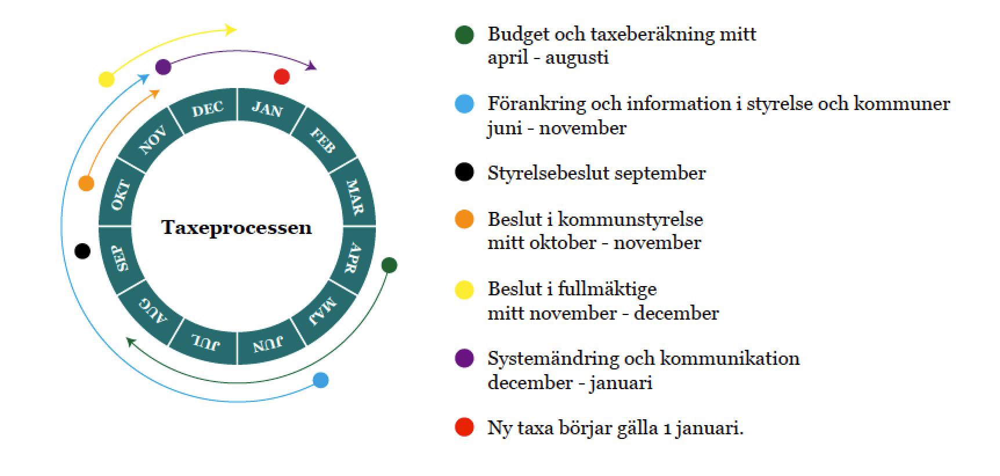 DEC
JAN
NOV
FEB
OKT
MAR
Taxeprocessen
SEP
APR
AUG
MAJ
JUL
JUN
Budget och taxeberäkning mitt
april - augusti
Förankring och information i styrelse och kommuner
juni - november
Styrelsebeslut september
Beslut i kommunstyrelse
mitt oktober - november
Beslut i fullmäktige
mitt november - december
Systemändring och kommunikation
december - januari
Ny taxa börjar gälla 1 januari.